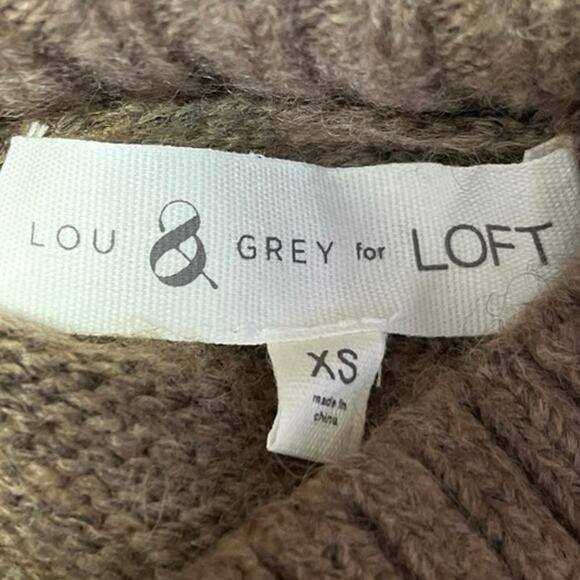 LOU & GREY for LOFT
XS
made in
china